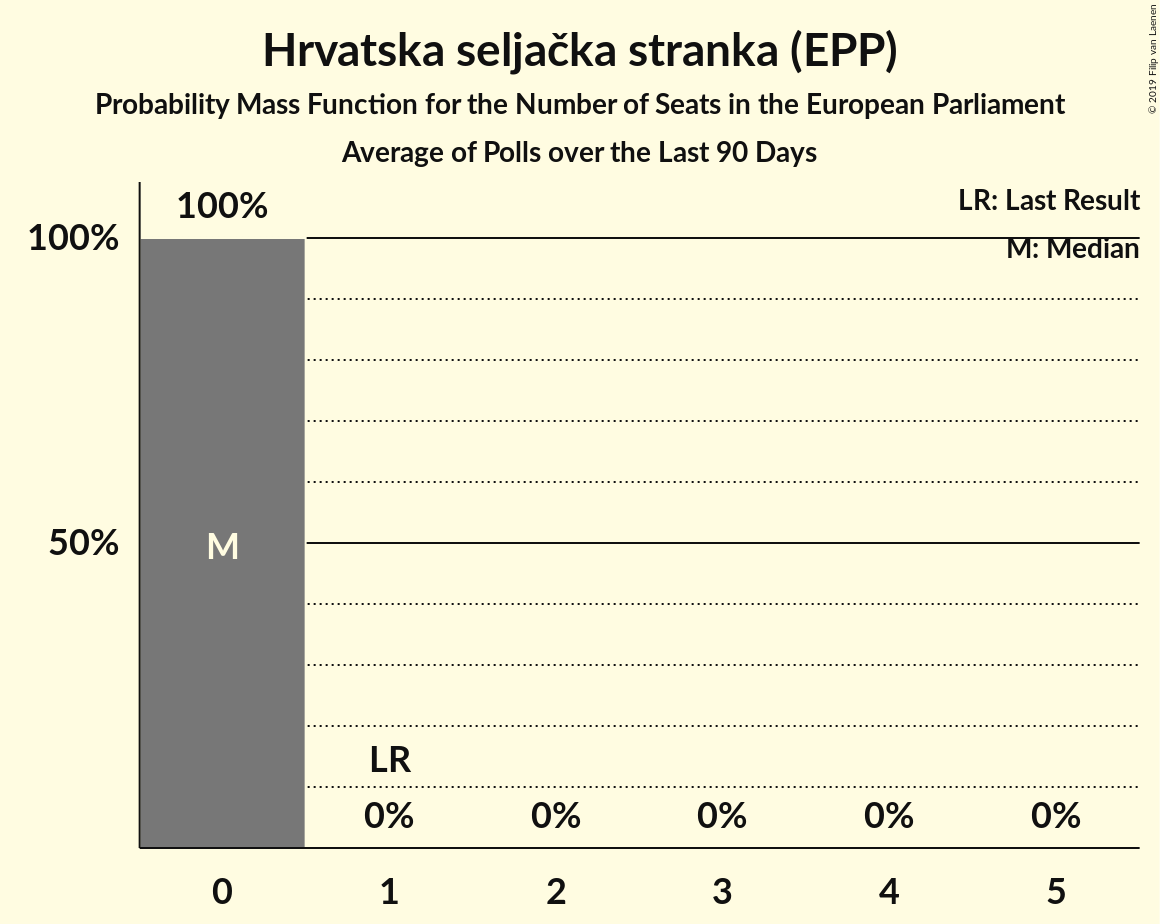 Hrvatska seljačka stranka (EPP)
Probability Mass Function for the Number of Seats in the European Parliament
Average of Polls over the Last 90 Days
© 2019 Filip van Laenen
LR: Last Result
M: Median
100%
100%
50%
M
LR
0%
0%
0%
0%
0%
0
1
2
3
4
5